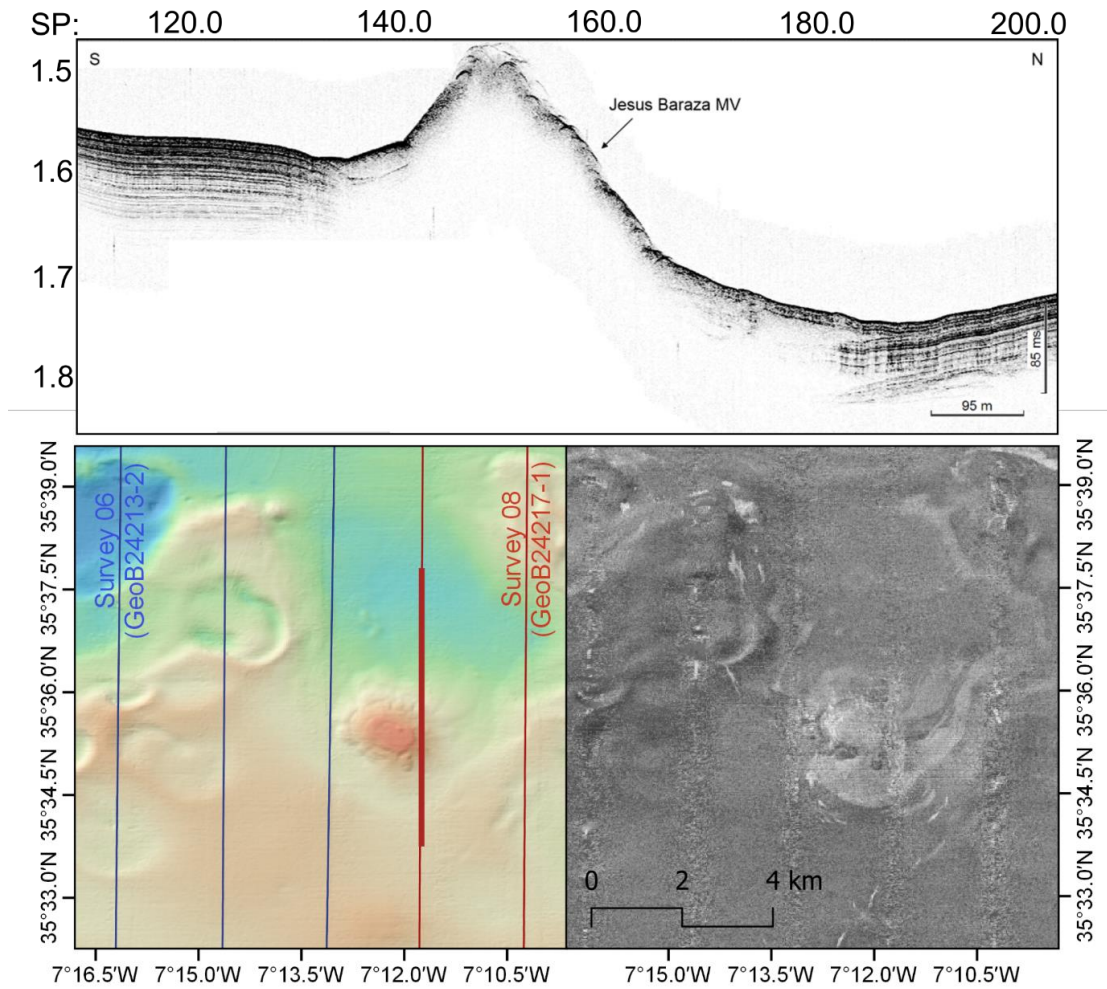 SP: 120.0 140.0 160.0 180.0 200.0
S
N
1.5
Jesus Baraza MV
1.6
1.7
85 ms
1.8
95 m
35°39.0'N
35°37.5'N
35°36.0'N
35°34.5'N
35°33.0'N
Survey 06
(GeoB24213-2)
Survey 08
(GeoB24217-1)
0 2 4 km
35°39.0'N
35°37.5'N
35°36.0'N
35°34.5'N
35°33.0'N
7°16.5'W 7°15.0'W 7°13.5'W 7°12.0'W 7°10.5'W
7°15.0'W 7°13.5'W 7°12.0'W 7°10.5'W